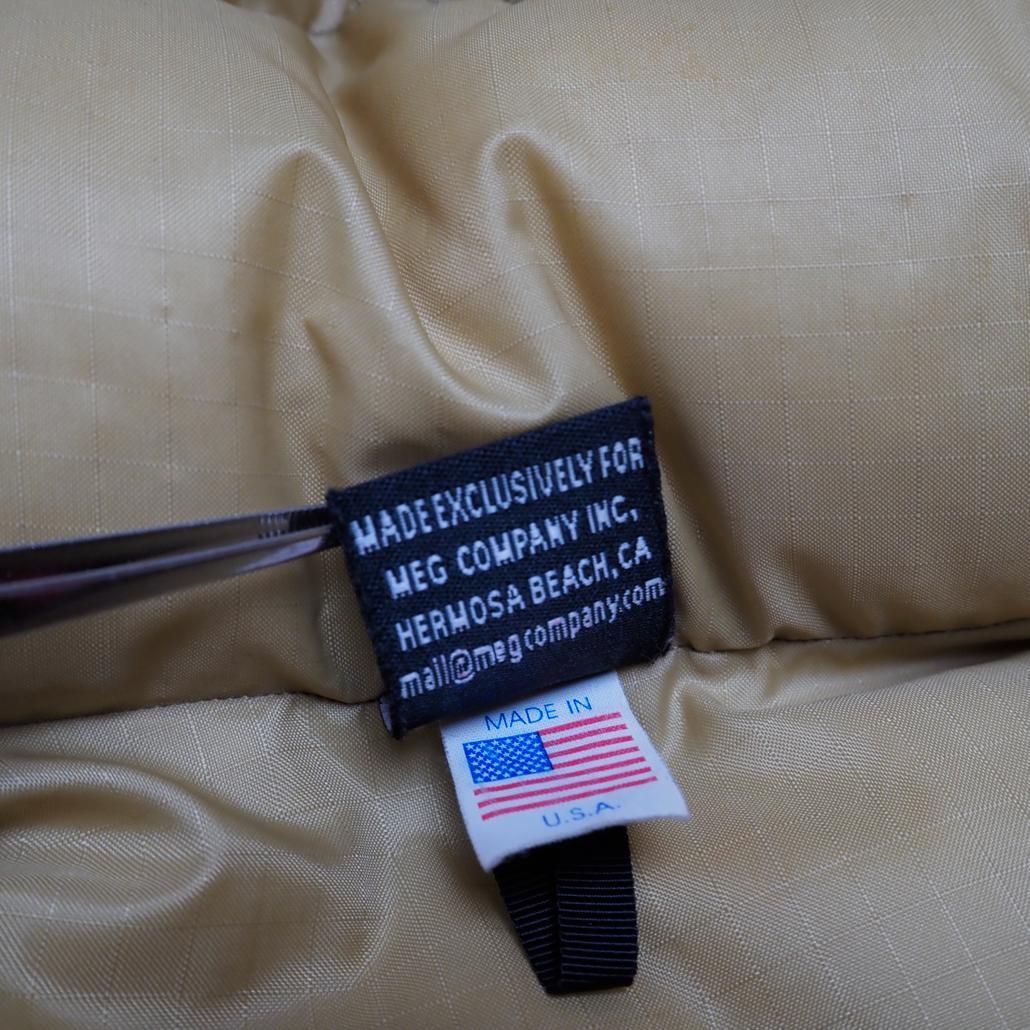 MADE EXCLUSIVELY FOR
MEG COMPANY INC,
HERMOSA BEACH, CA
mail@megcompany.com
MADE IN
U.S.A.